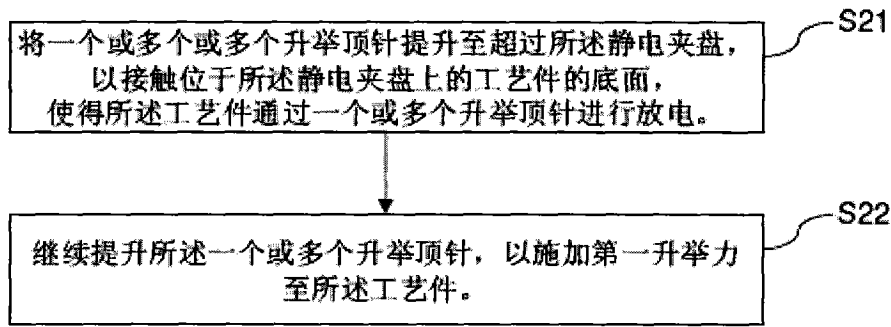 S21
将一个或多个或多个升举顶针提升至超过所述静电夹盘，
以接触位于所述静电夹盘上的工艺件的底面，
使得所述工艺件通过一个或多个升举顶针进行放电。
S22
继续提升所述一个或多个升举顶针，以施加第一升举力
至所述工艺件。